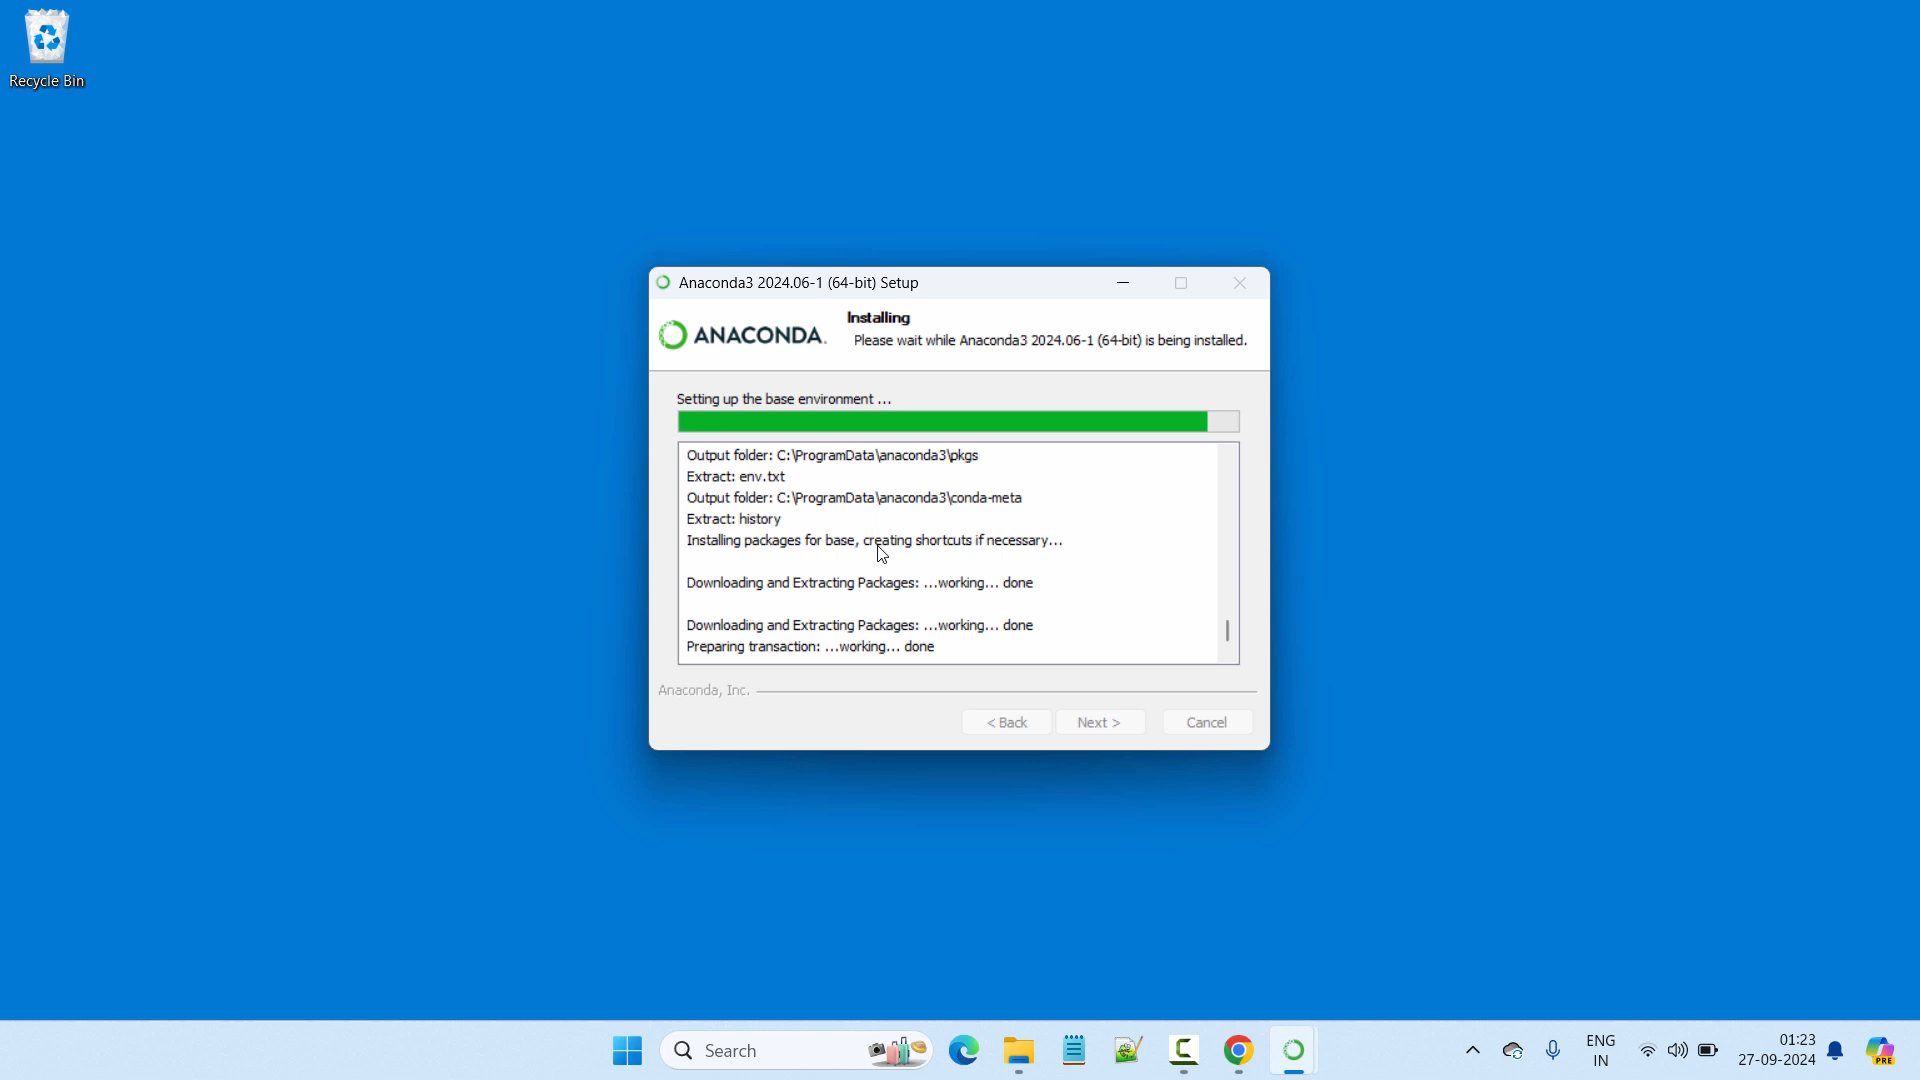 Recycle Bin
Anaconda3 2024.06-1 (64-bit) Setup
ANACONDA.
Installing
Please wait while Anaconda3 2024.06-1 (64-bit) is being installed.
Setting up the base environment ...
Output folder: C:\ProgramData\anaconda3\pkgs
Extract: env.txt
Output folder: C:\ProgramData\anaconda3\conda-meta
Extract: history
Installing packages for base, creating shortcuts if necessary...
Downloading and Extracting Packages: ...working... done
Downloading and Extracting Packages: ...working... done
Preparing transaction: ...working... done
Anaconda, Inc.
< Back
Next >
Cancel
Search
ENG
IN
01:23
27-09-2024
PRE